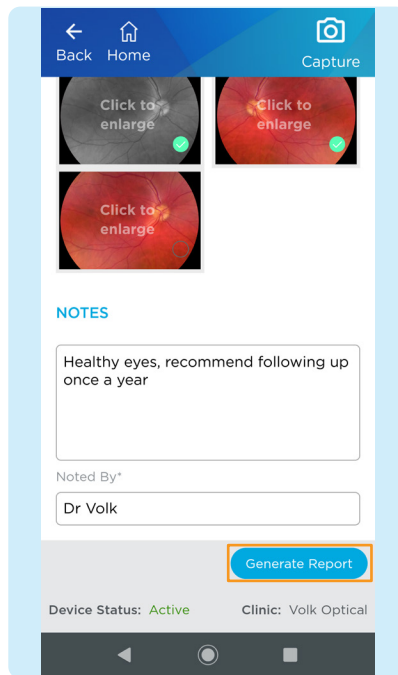 Back Home
Capture
Click to
enlarge
Click to
enlarge
Click to
enlarge
NOTES
Healthy eyes, recommend following up
once a year
Noted By*
Dr Volk
Generate Report
Device Status: Active Clinic: Volk Optical